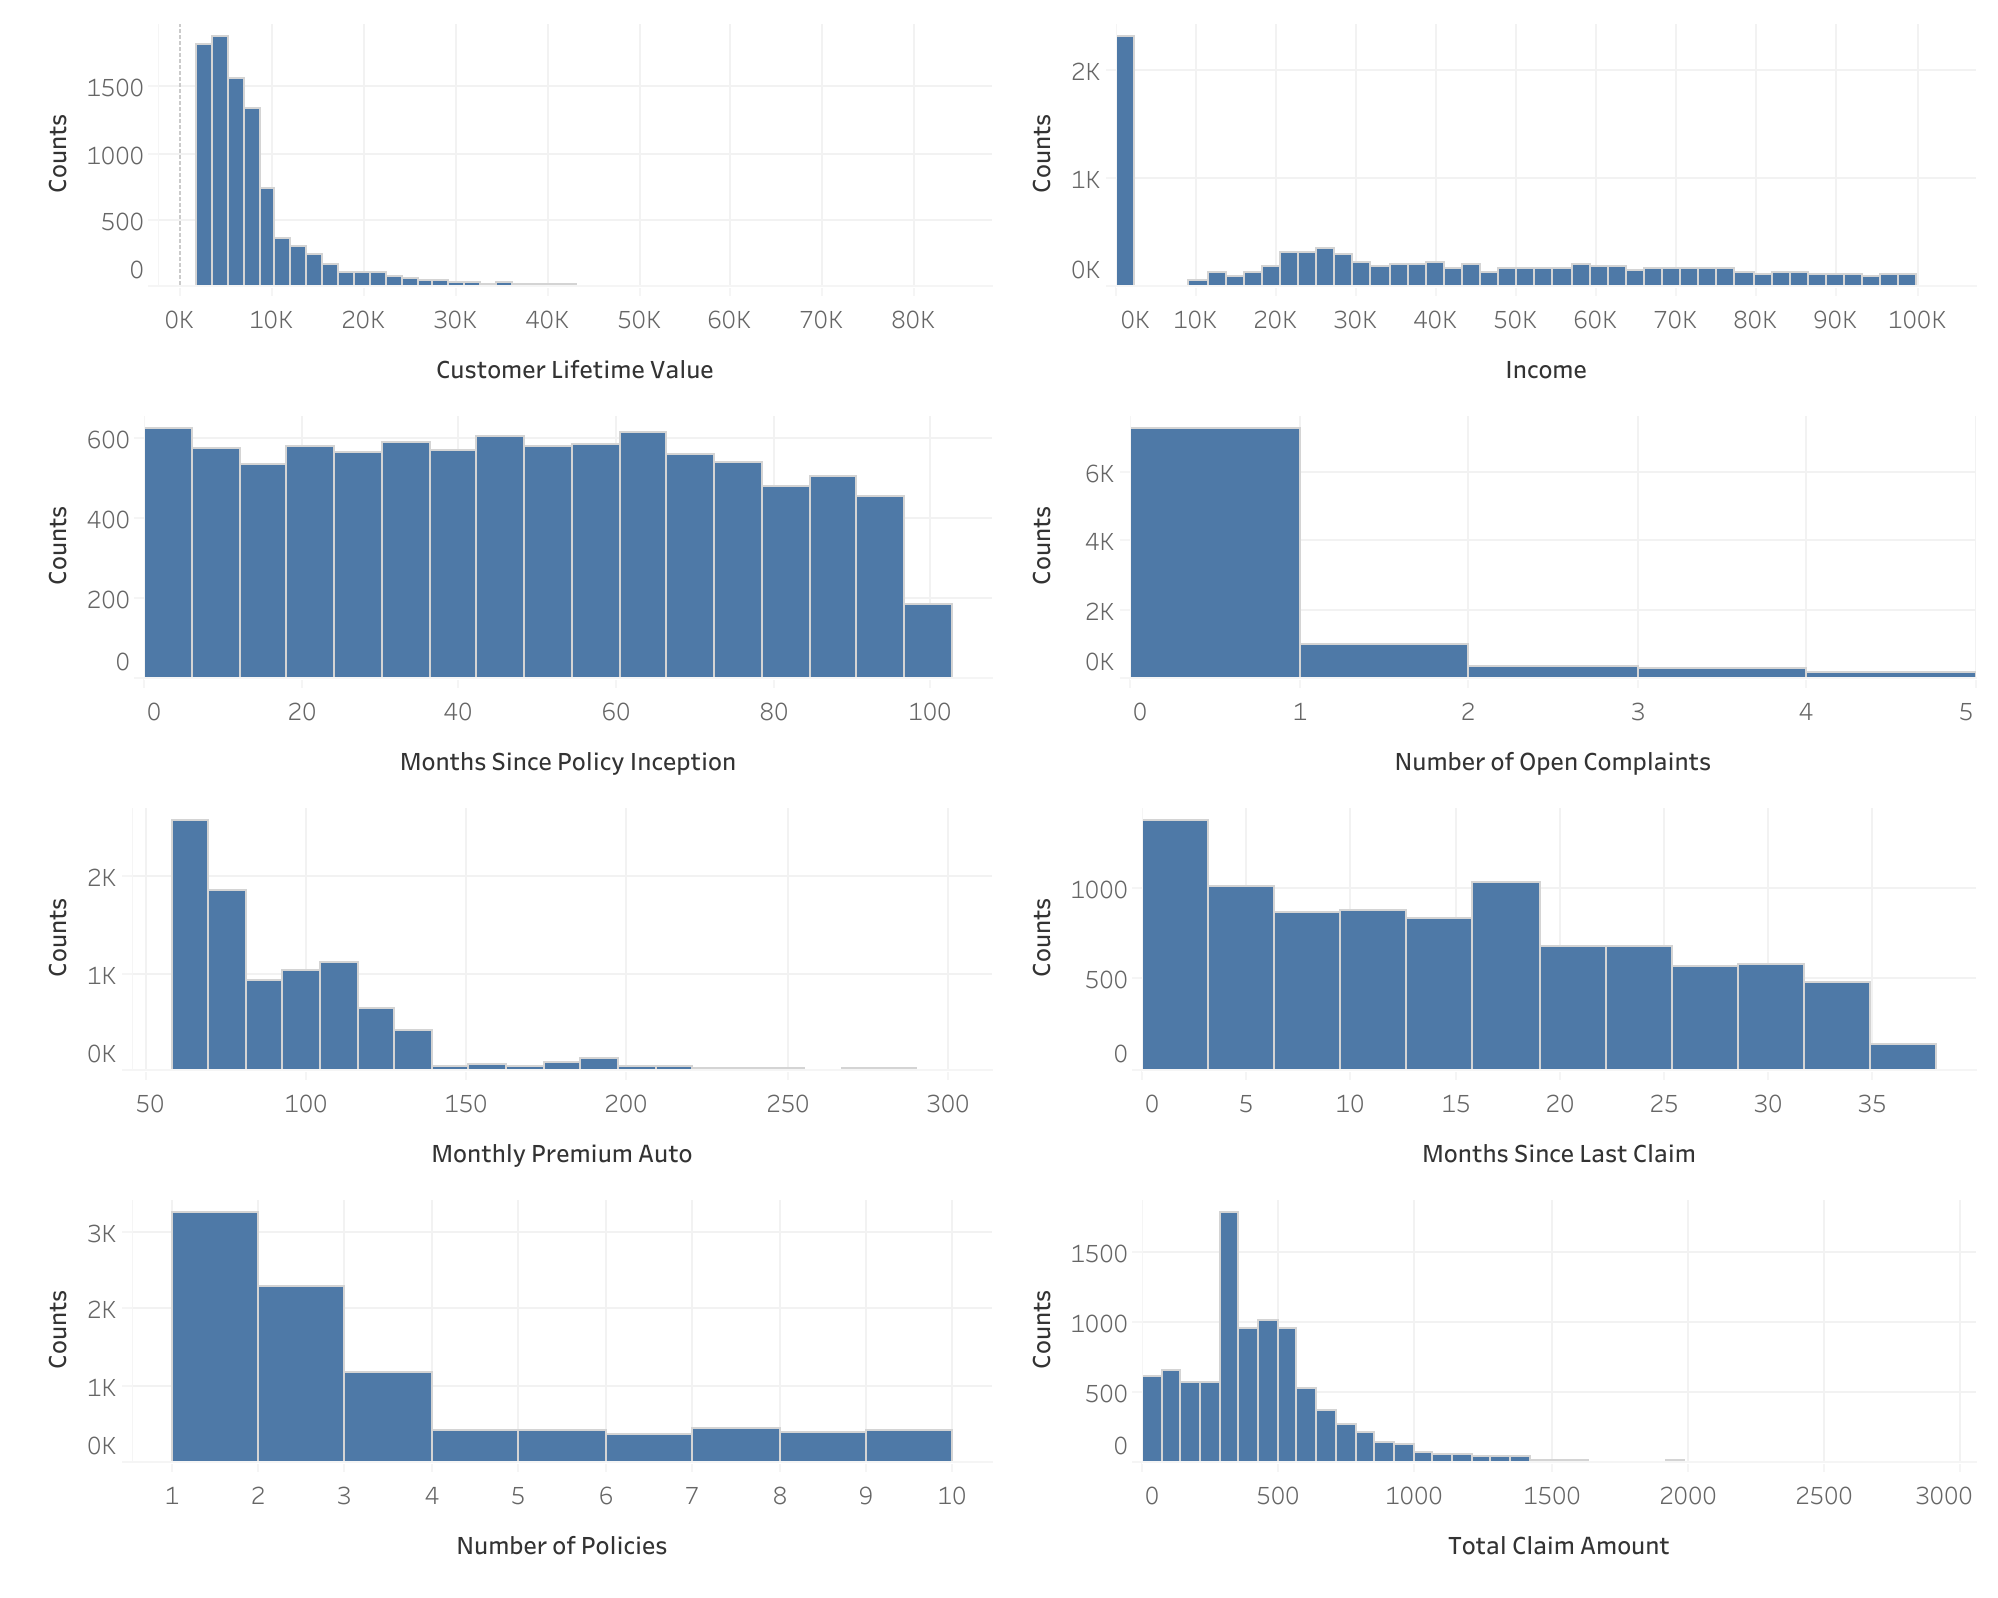 Counts
1500
1000
500
0
0K 10K 20K 30K 40K 50K 60K 70K 80K
Customer Lifetime Value
Counts
2K
1K
0K
0K 10K 20K 30K 40K 50K 60K 70K 80K 90K 100K
Income
Counts
600
400
200
0
0 20 40 60 80 100
Months Since Policy Inception
Counts
6K
4K
2K
0K
0 1 2 3 4 5
Number of Open Complaints
Counts
2K
1K
0K
50 100 150 200 250 300
Monthly Premium Auto
Counts
1000
500
0
0 5 10 15 20 25 30 35
Months Since Last Claim
Counts
3K
2K
1K
0K
1 2 3 4 5 6 7 8 9 10
Number of Policies
Counts
1500
1000
500
0
0 500 1000 1500 2000 2500 3000
Total Claim Amount